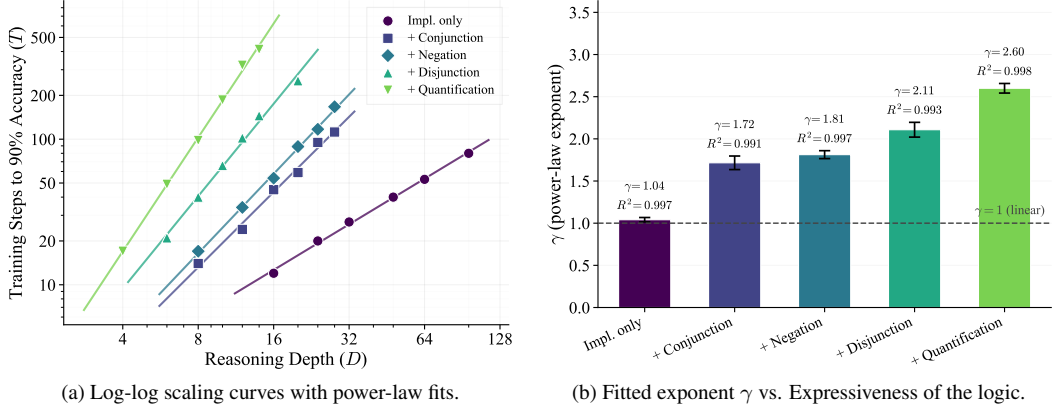 Training Steps to 90% Accuracy (T)
500
200
100
50
20
10
4
8
16
32
64
128
Reasoning Depth (D)
Impl. only
+ Conjunction
+ Negation
+ Disjunction
+ Quantification
(a) Log-log scaling curves with power-law fits.
γ (power-law exponent)
3.5
3.0
2.5
2.0
1.5
1.0
0.5
0.0
γ=1.04
R²=0.997
γ=1.72
R²=0.991
γ=1.81
R²=0.997
γ=2.11
R²=0.993
γ=2.60
R²=0.998
γ=1 (linear)
Impl. only
+ Conjunction
+ Negation
+ Disjunction
+ Quantification
(b) Fitted exponent γ vs. Expressiveness of the logic.